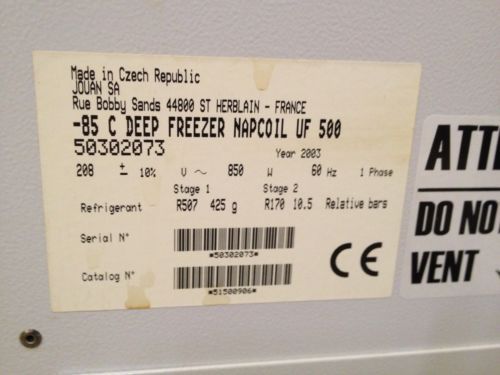 Made in Czech Republic
JOUAN SA
Rue Bobby Sands 44800 ST HERBLAIN - FRANCE
-85 C DEEP FREEZER NAPCOIL UF 500
50302073 Year 2003
208 ± 10% V ~ 850 W 60 Hz 1 Phase
Stage 1 Stage 2
Refrigerant R507 425 g R170 10.5 Relative bars
Serial N°
*50302073*
Catalog N°
*51500906*
CE
DO NO
VENT